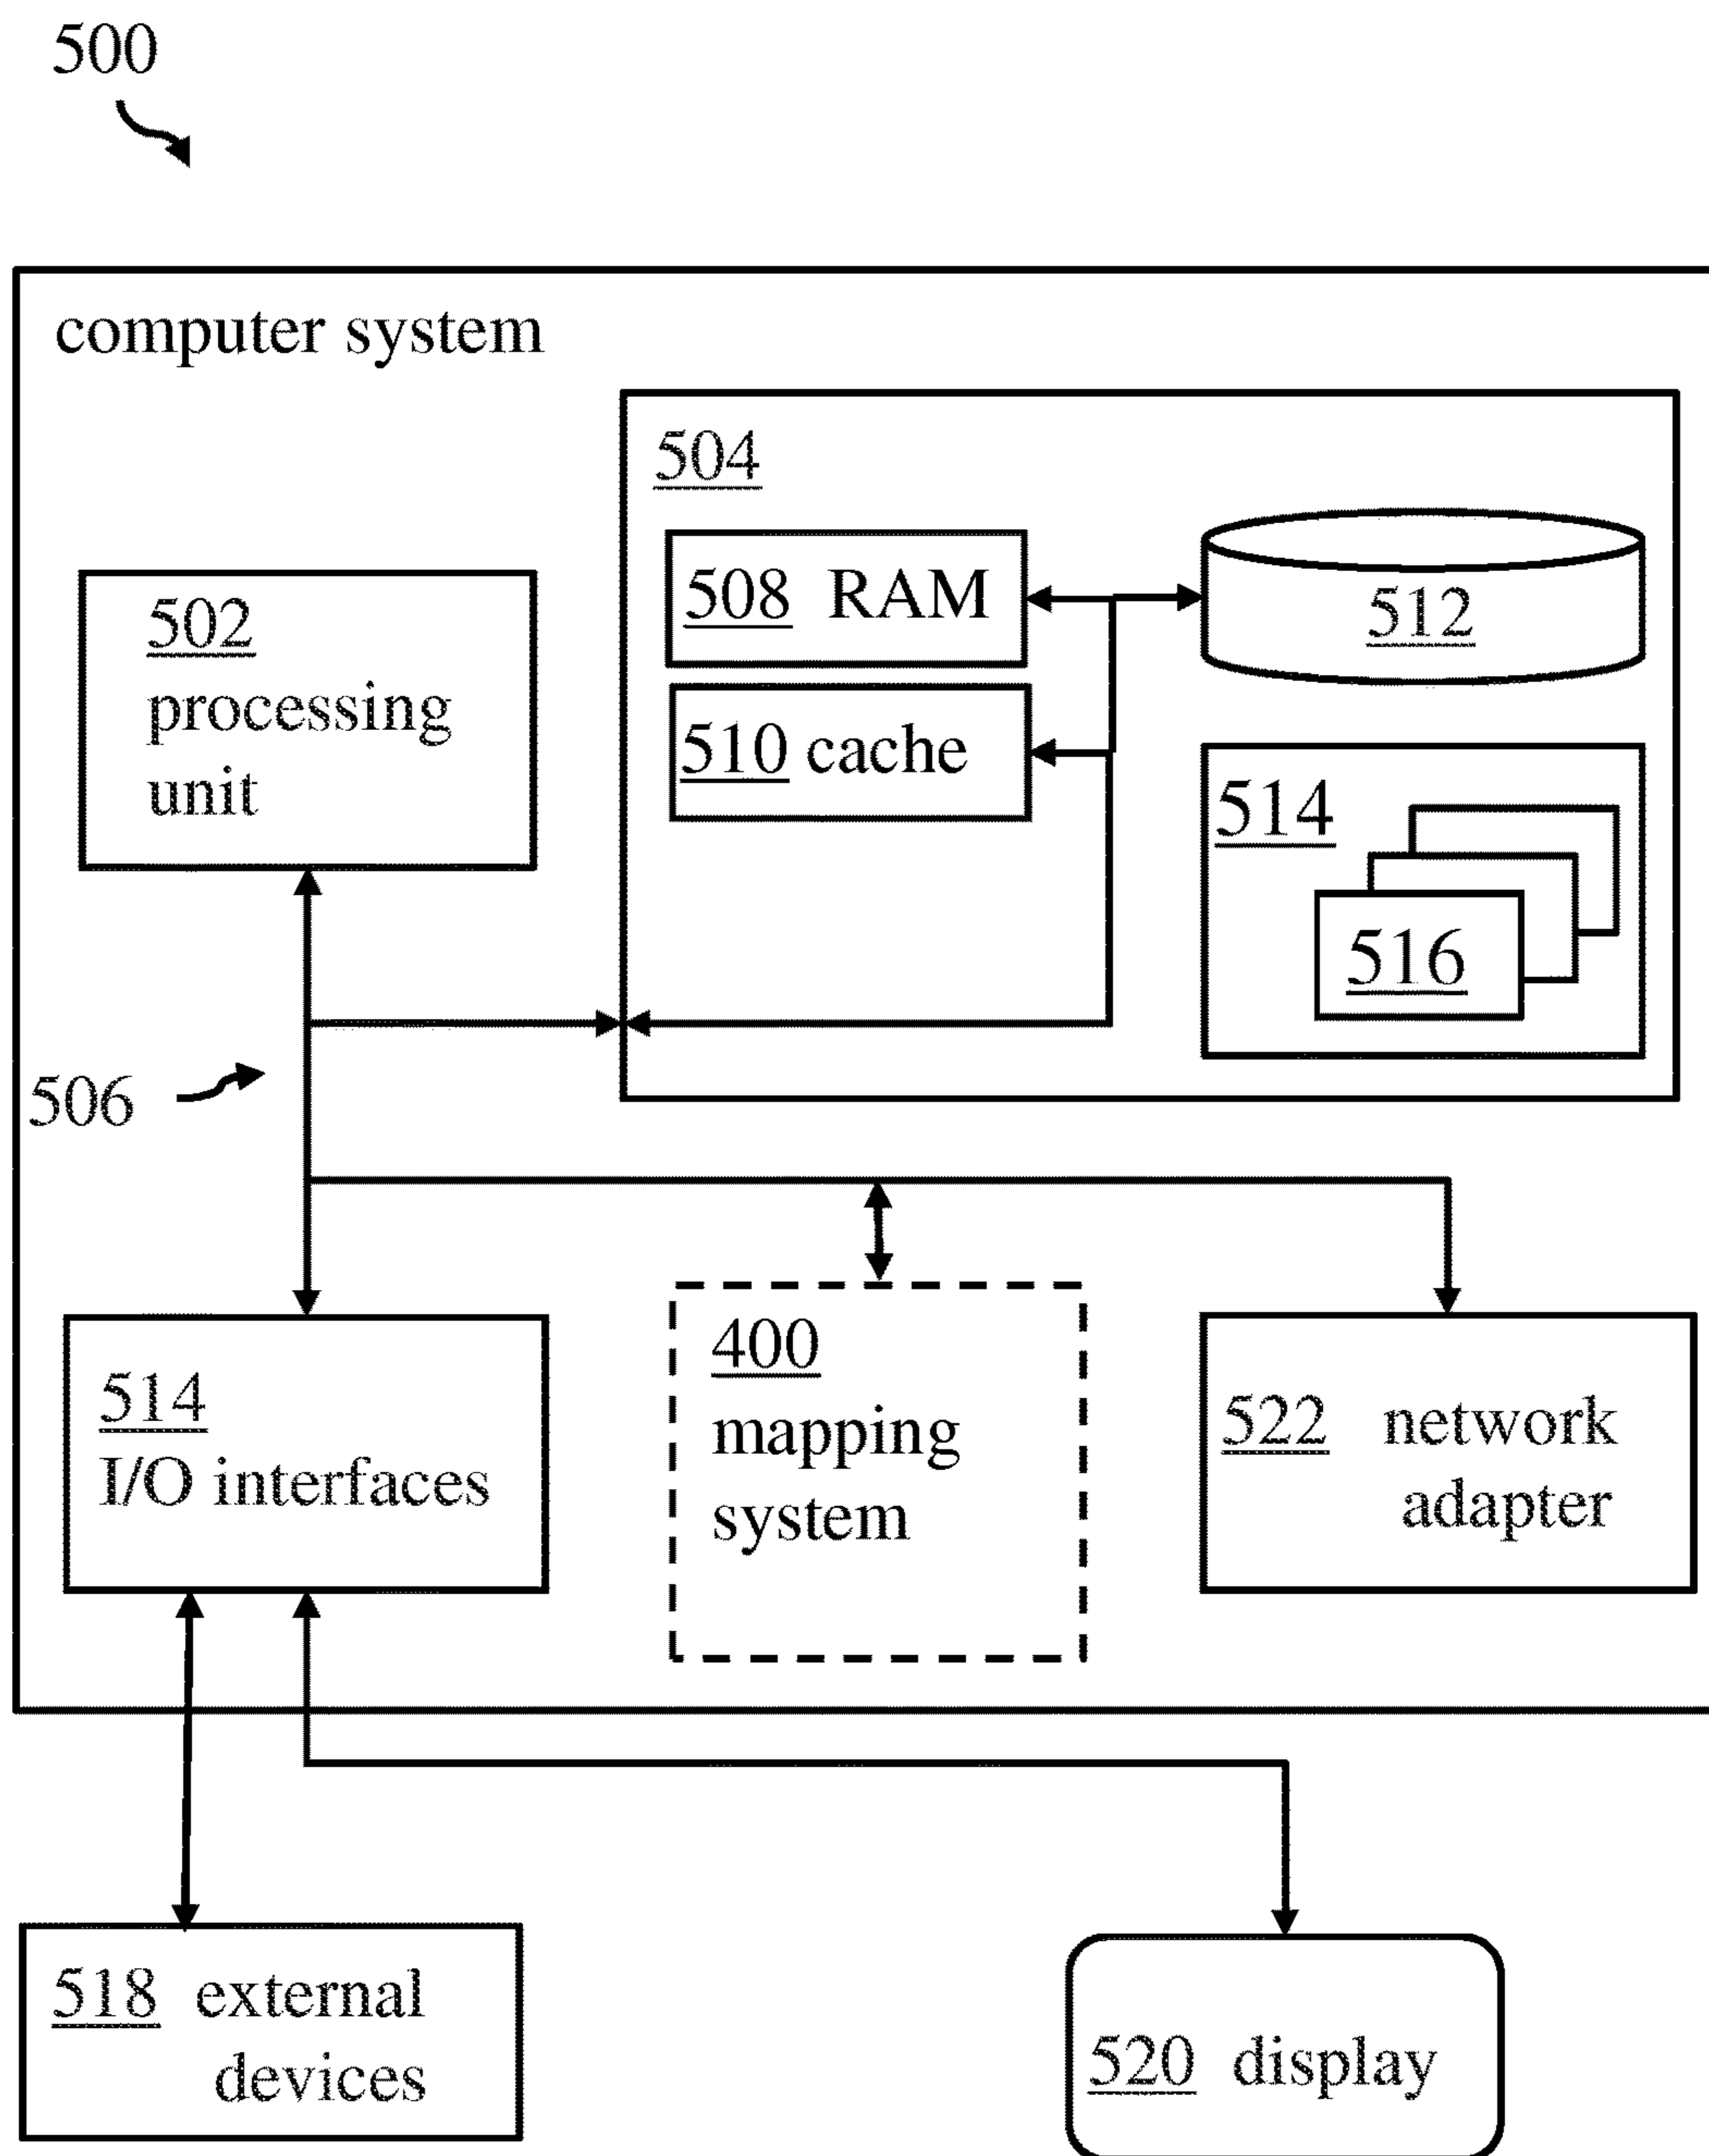 500
computer system
504
508 RAM
512
502
processing
unit
510 cache
514
516
506
514
I/O interfaces
400
mapping
system
522 network
adapter
518 external
devices
520 display